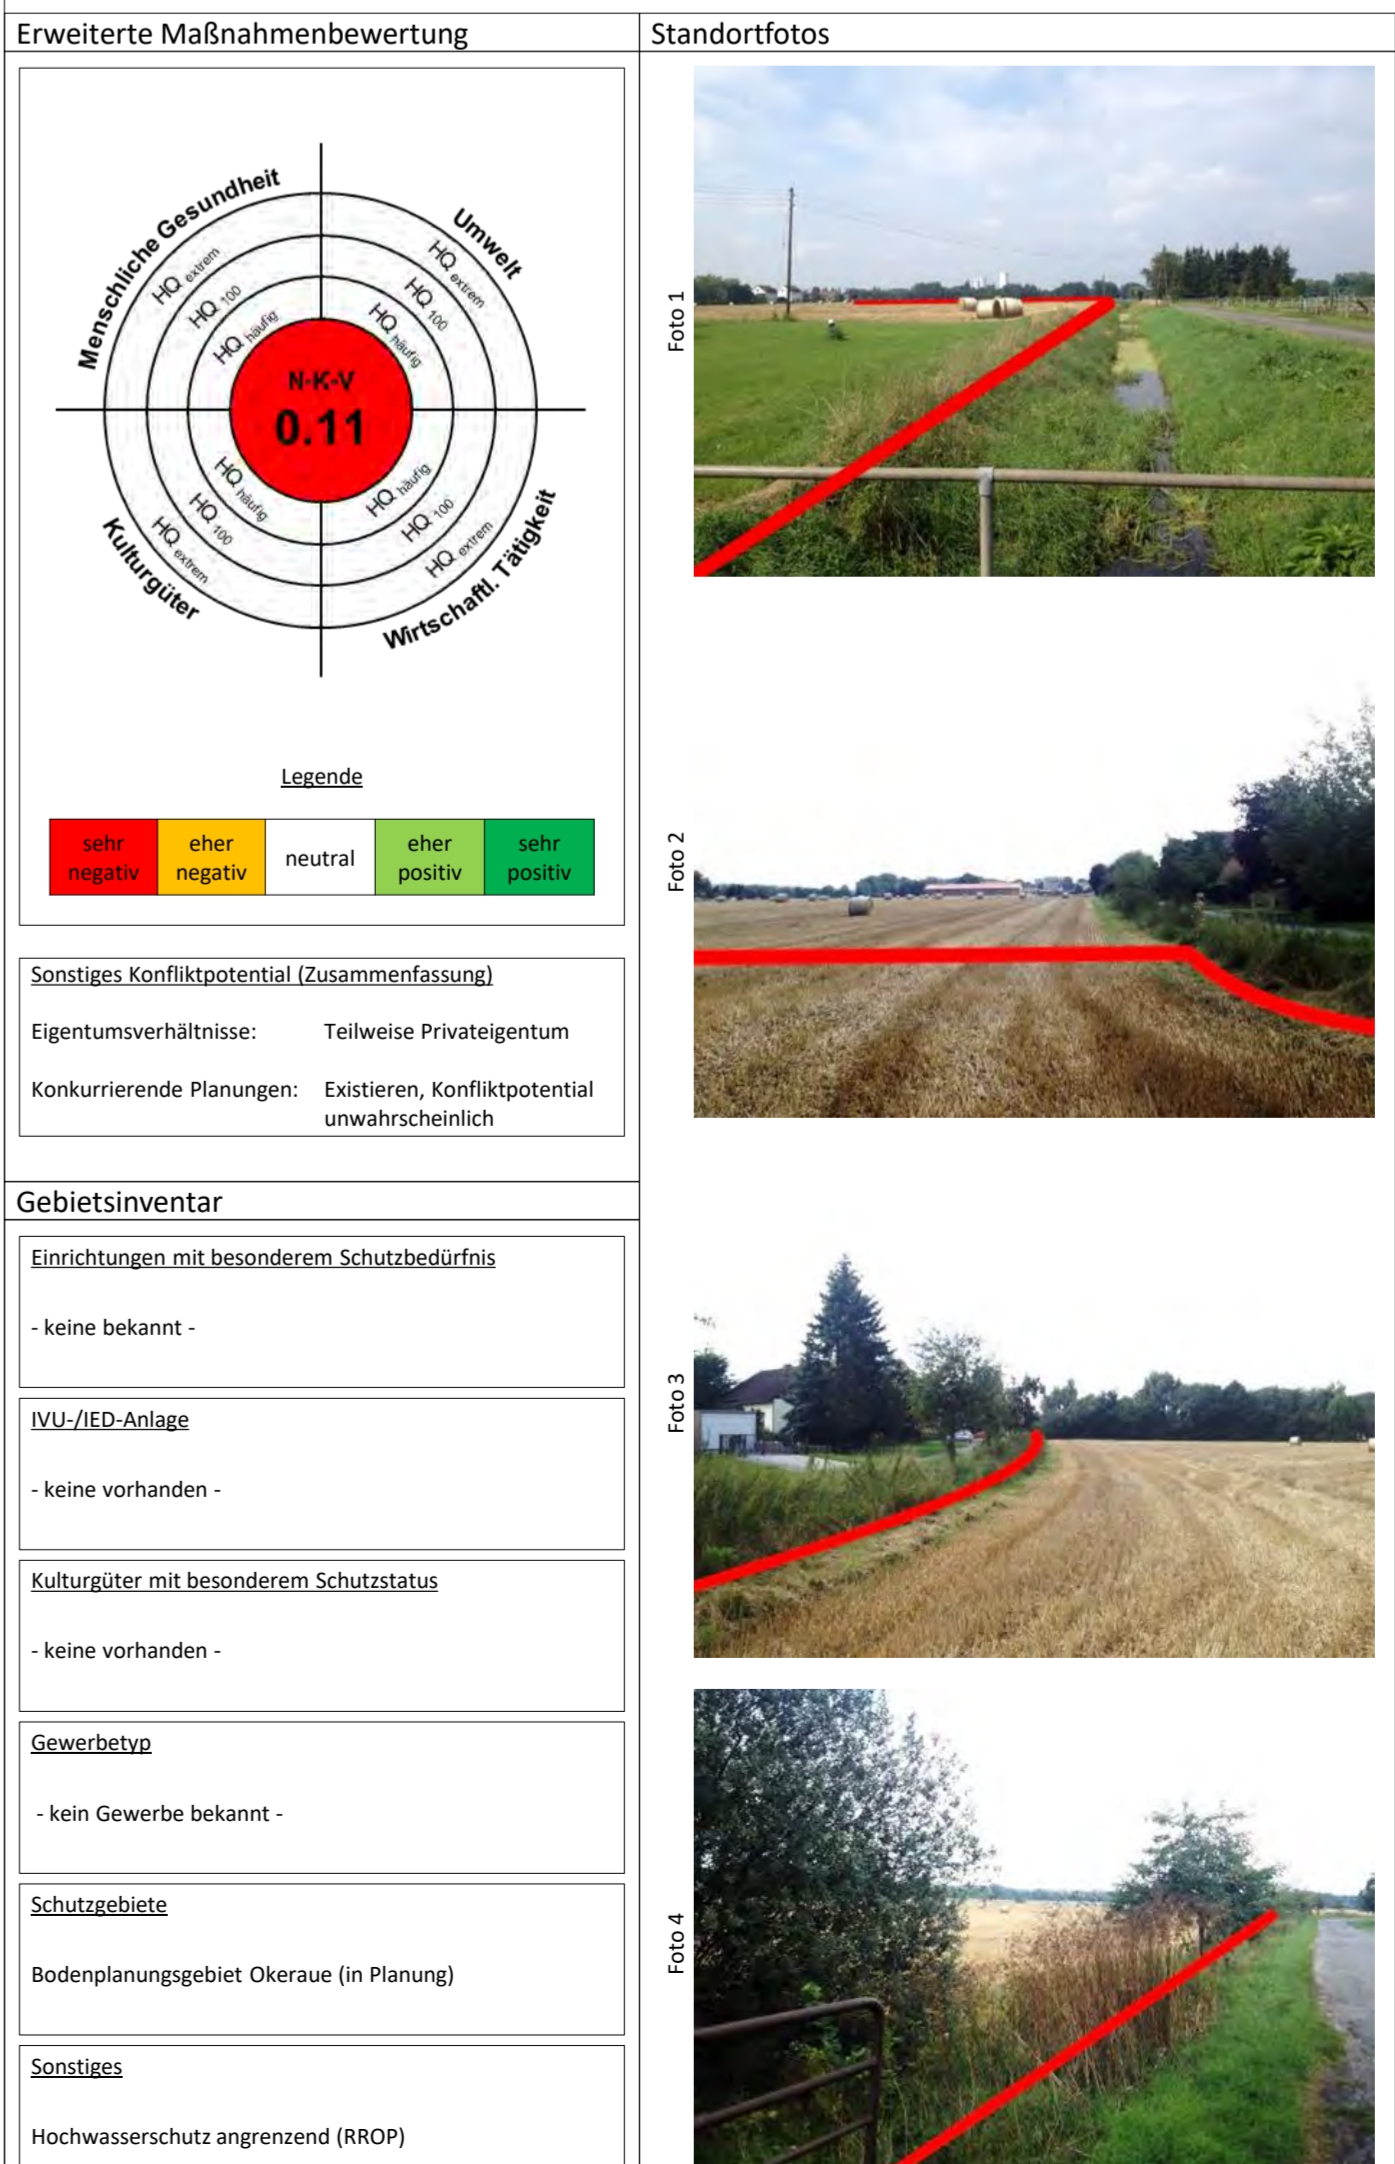 Erweiterte Maßnahmenbewertung
Menschliche Gesundheit
Umwelt
HQ extrem
HQ 100
HQ häufig
HQ extrem
HQ 100
HQ häufig
N-K-V
0.11
HQ häufig
HQ 100
HQ extrem
HQ häufig
HQ 100
HQ extrem
Kulturgüter
Wirtschaftl. Tätigkeit
Legende
sehr negativ
eher negativ
neutral
eher positiv
sehr positiv
Sonstiges Konfliktpotential (Zusammenfassung)
Eigentumsverhältnisse: Teilweise Privateigentum
Konkurrierende Planungen: Existieren, Konfliktpotential
unwahrscheinlich
Gebietsinventar
Einrichtungen mit besonderem Schutzbedürfnis
- keine bekannt -
IVU-/IED-Anlage
- keine vorhanden -
Kulturgüter mit besonderem Schutzstatus
- keine vorhanden -
Gewerbetyp
- kein Gewerbe bekannt -
Schutzgebiete
Bodenplanungsgebiet Okeraue (in Planung)
Sonstiges
Hochwasserschutz angrenzend (RROP)
Standortfotos
Foto 1
Foto 2
Foto 3
Foto 4